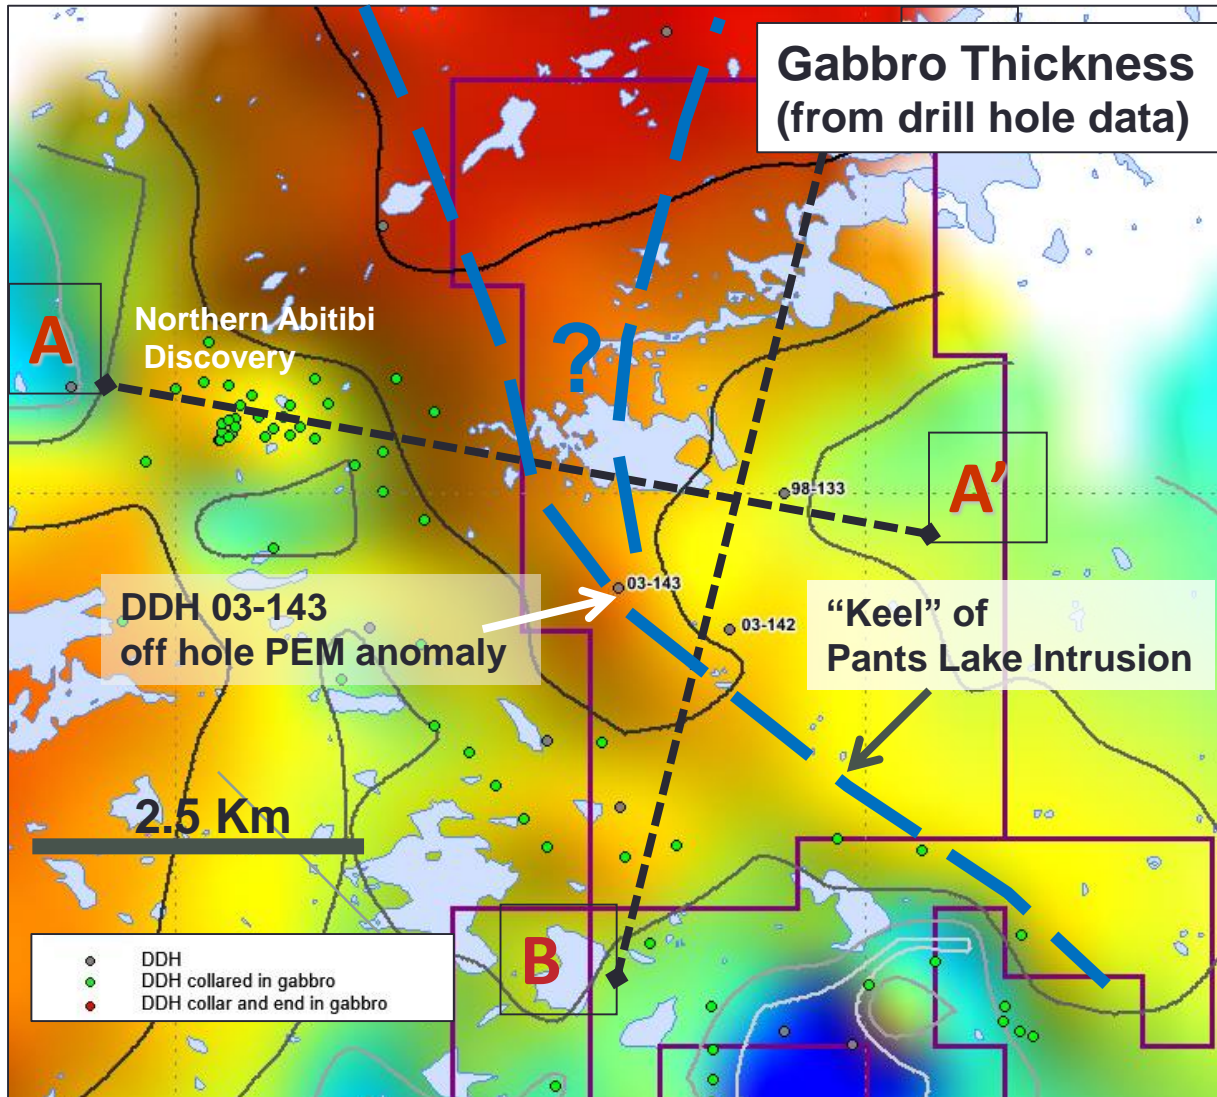 Gabbro Thickness
(from drill hole data)
Northern Abitibi
Discovery
A
?
98-133
A’
03-143
DDH 03-143
off hole PEM anomaly
03-142
“Keel” of
Pants Lake Intrusion
2.5 Km
B
DDH
DDH collared in gabbro
DDH collar and end in gabbro